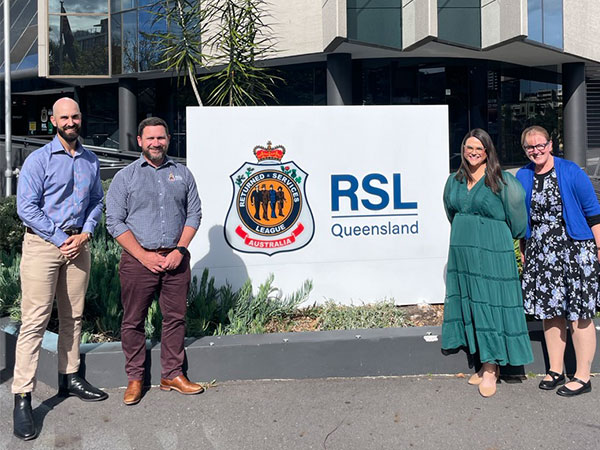 RETURNED & SERVICES
LEAGUE
AUSTRALIA
RSL
Queensland